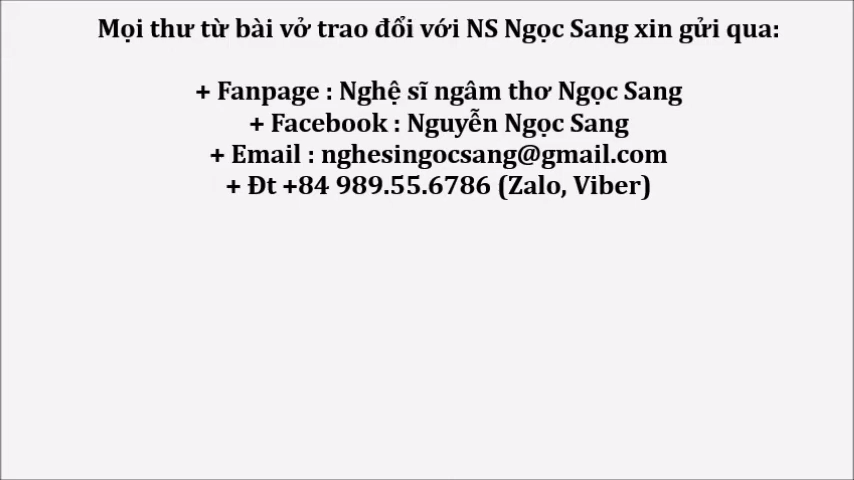 Mọi thư từ bài vở trao đổi với NS Ngọc Sang xin gửi qua:
+ Fanpage : Nghệ sĩ ngâm thơ Ngọc Sang
+ Facebook : Nguyễn Ngọc Sang
+ Email : nghesingocsang@gmail.com
+ Đt +84 989.55.6786 (Zalo, Viber)